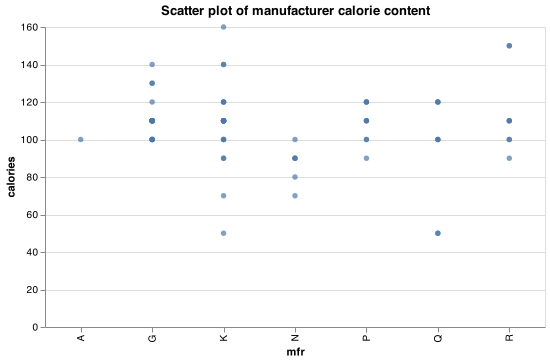 Scatter plot of manufacturer calorie content
160
140
120
100
80
60
40
20
0
calories
A
G
K
N
P
Q
R
mfr